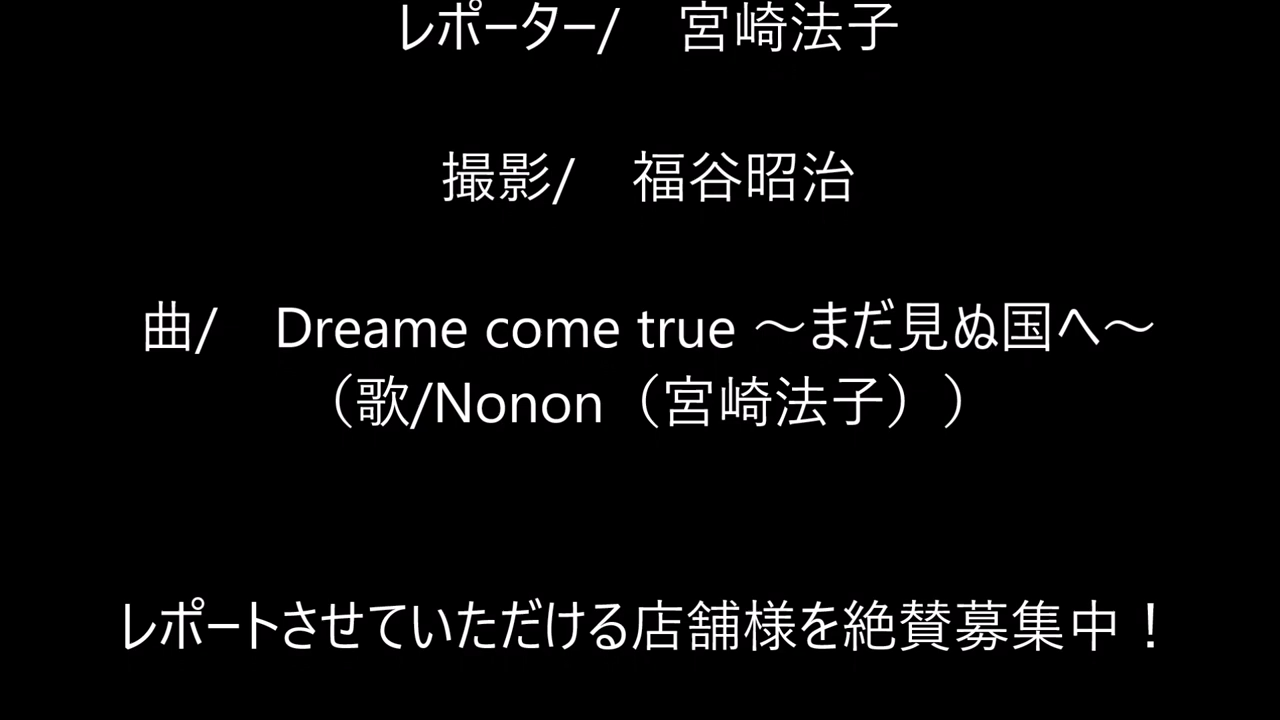 レポーター/　宮崎法子
撮影/　福谷昭治
曲/　Dreame come true ～まだ見ぬ国へ～
（歌/Nonon（宮崎法子））
レポートさせていただける店舗様を絶賛募集中！